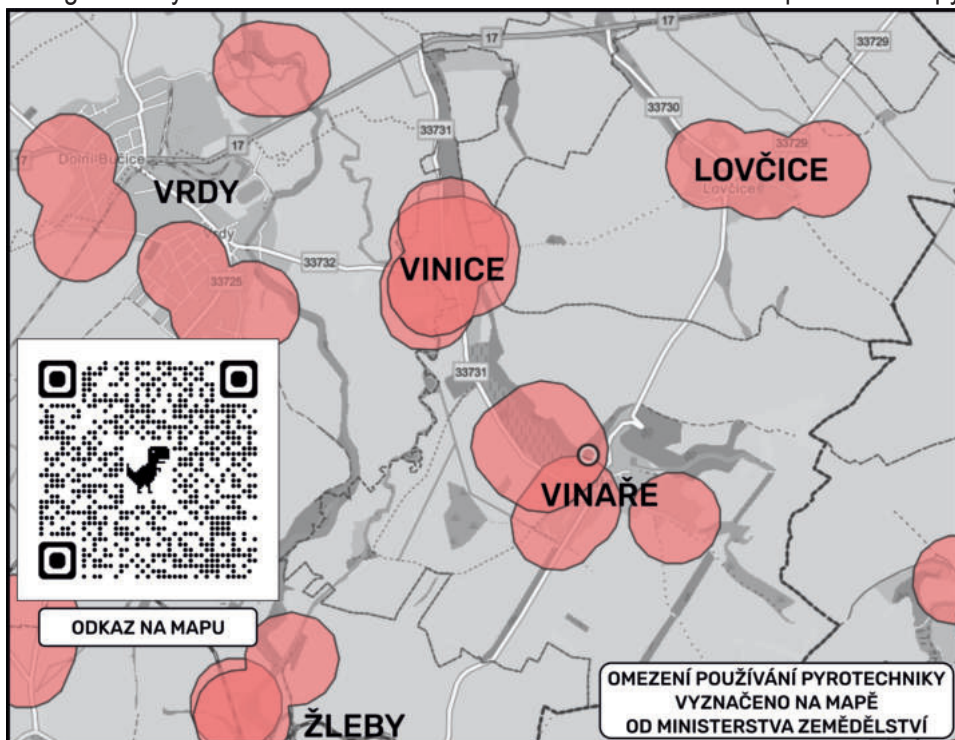 17
17
33729
33731
33730
17
Dolní Bučice
17
33729
LOVČICE
Lovčice
VRDY
Vrdy
33732
VINICE
33725
33731
VINAŘE
ODKAZ NA MAPU
OMEZENÍ POUŽÍVÁNÍ PYROTECHNIKY
VYZNAČENO NA MAPĚ
OD MINISTERSTVA ZEMĚDĚLSTVÍ
ŽLEBY